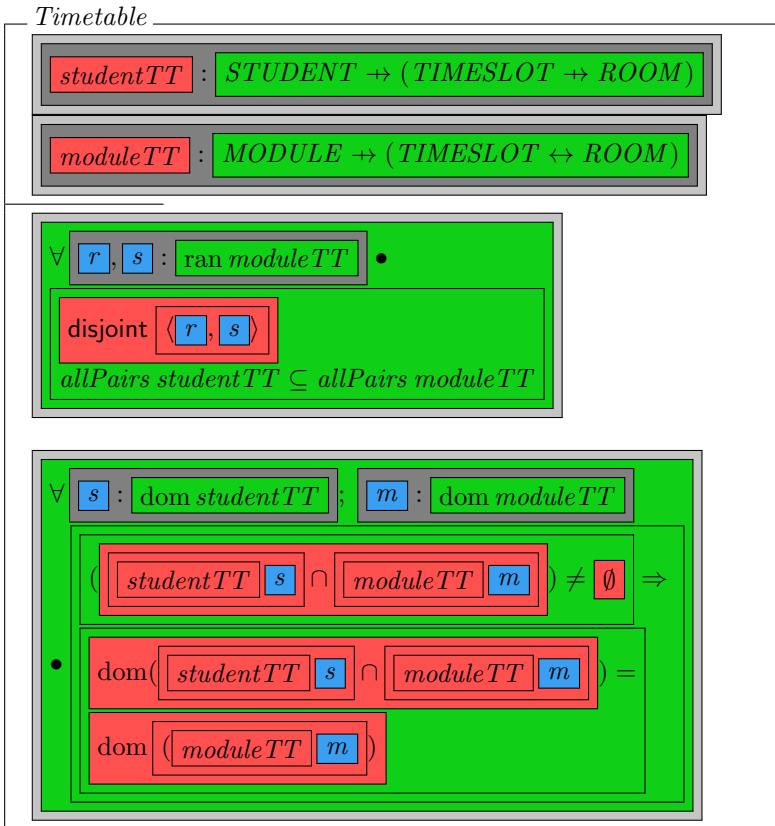 Timetable
studentTT : STUDENT ⇸ (TIMESLOT ⇸ ROOM)
moduleTT : MODULE ⇸ (TIMESLOT ↔ ROOM)
∀ r, s : ran moduleTT •
disjoint ⟨r, s⟩
allPairs studentTT ⊆ allPairs moduleTT
∀ s : dom studentTT; m : dom moduleTT
(studentTT s ∩ moduleTT m) ≠ ∅ ⇒
• dom(studentTT s ∩ moduleTT m) =
dom (moduleTT m)